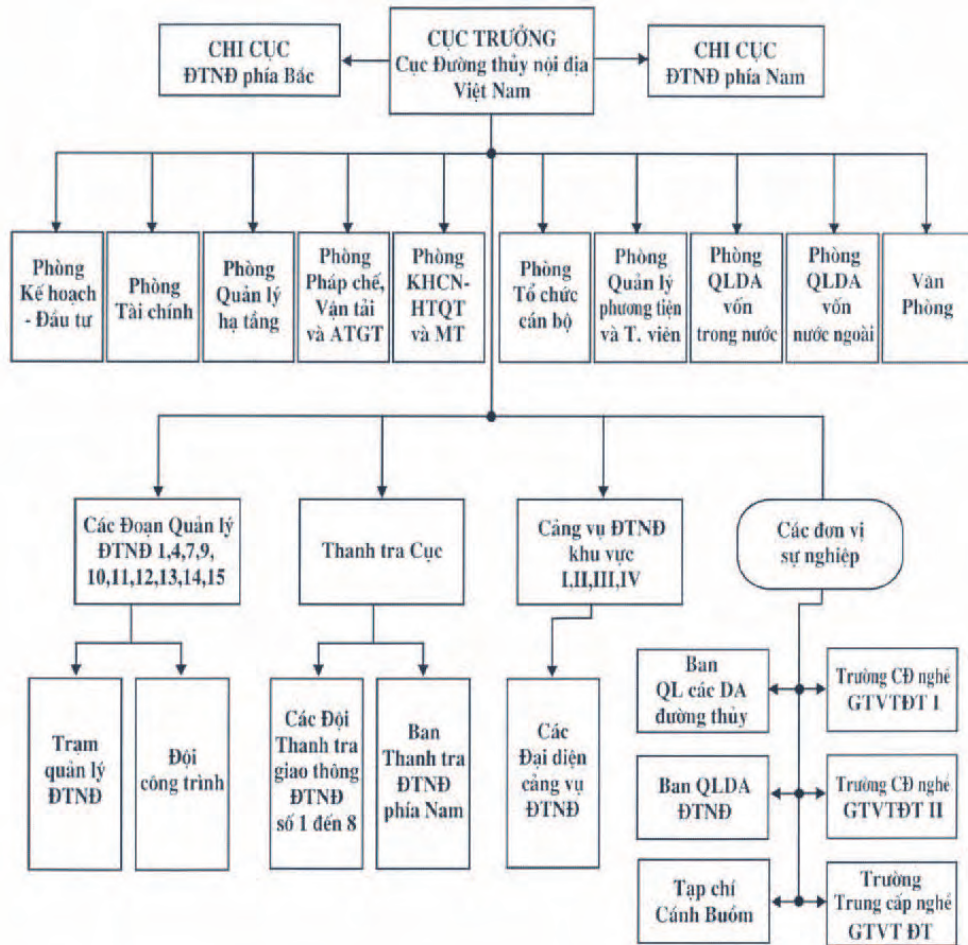 CHI CỤC
ĐTNĐ phía Bắc
CỤC TRƯỞNG
Cục Đường thủy nội địa
Việt Nam
CHI CỤC
ĐTNĐ phía Nam
Phòng
Kế hoạch
- Đầu tư
Phòng
Tài chính
Phòng
Quản lý
hạ tầng
Phòng
Pháp chế,
Vận tải
và ATGT
Phòng
KHCN-
HTQT
và MT
Phòng
Tổ chức
cán bộ
Phòng
Quản lý
phương tiện
và T. viên
Phòng
QLDA
vốn
trong nước
Phòng
QLDA
vốn
nước ngoài
Văn
Phòng
Các Đoạn Quản lý
ĐTNĐ 1,4,7,9,
10,11,12,13,14,15
Thanh tra Cục
Cảng vụ ĐTNĐ
khu vực
I,II,III,IV
Các đơn vị
sự nghiệp
Trạm
quản lý
ĐTNĐ
Đội
công trình
Các Đội
Thanh tra
giao thông
ĐTNĐ
số 1 đến 8
Ban
Thanh tra
ĐTNĐ
phía Nam
Các
Đại diện
cảng vụ
ĐTNĐ
Ban
QL các DA
đường thủy
Trường CĐ nghề
GTVTĐT I
Ban QLDA
ĐTNĐ
Trường CĐ nghề
GTVTĐT II
Tạp chí
Cánh Buồm
Trường
Trung cấp nghề
GTVT ĐT